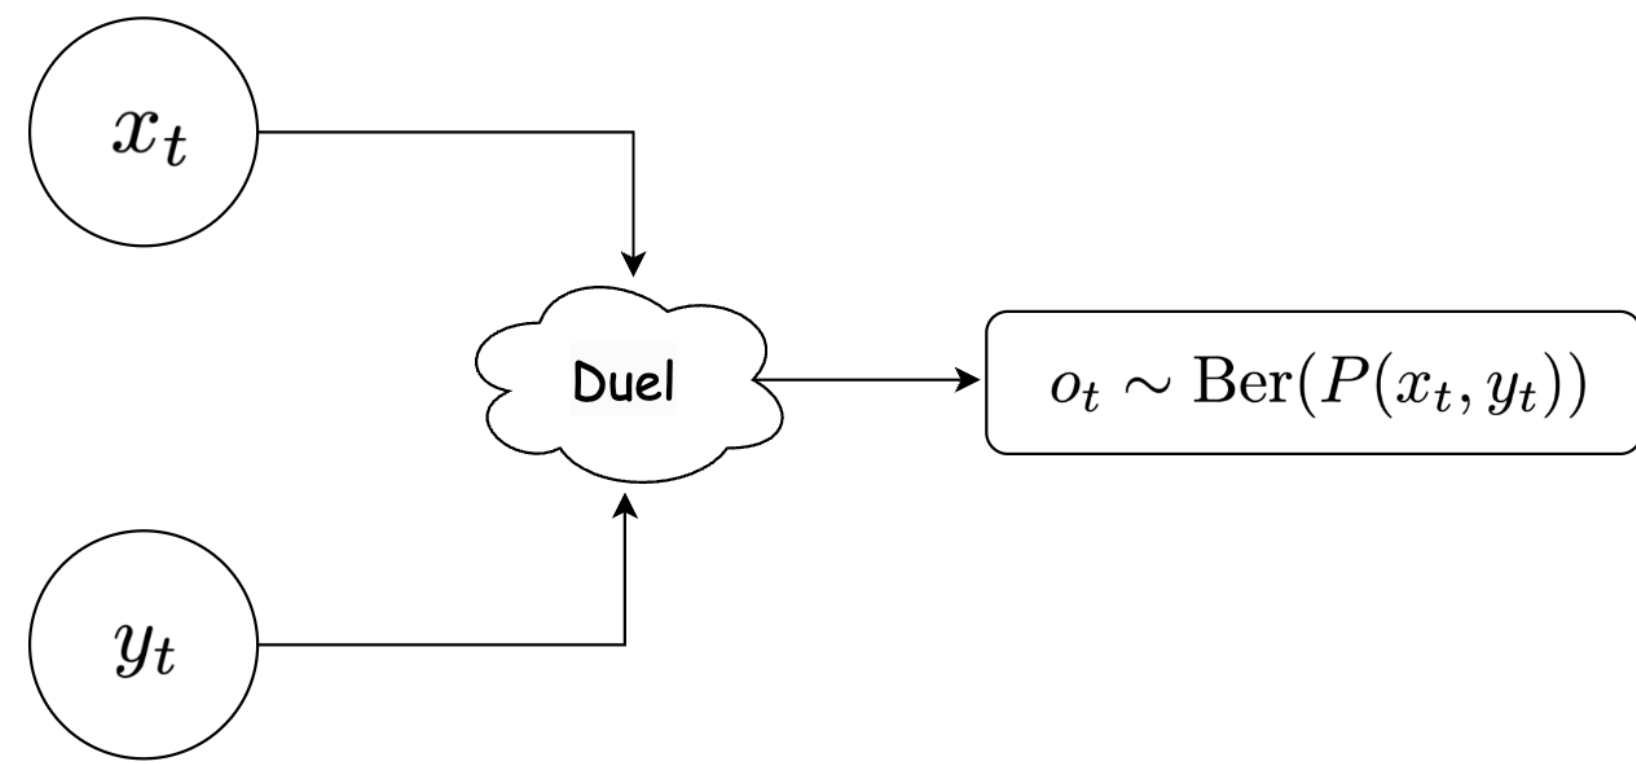 x_t
Duel
o_t ∼ Ber(P(x_t, y_t))
y_t